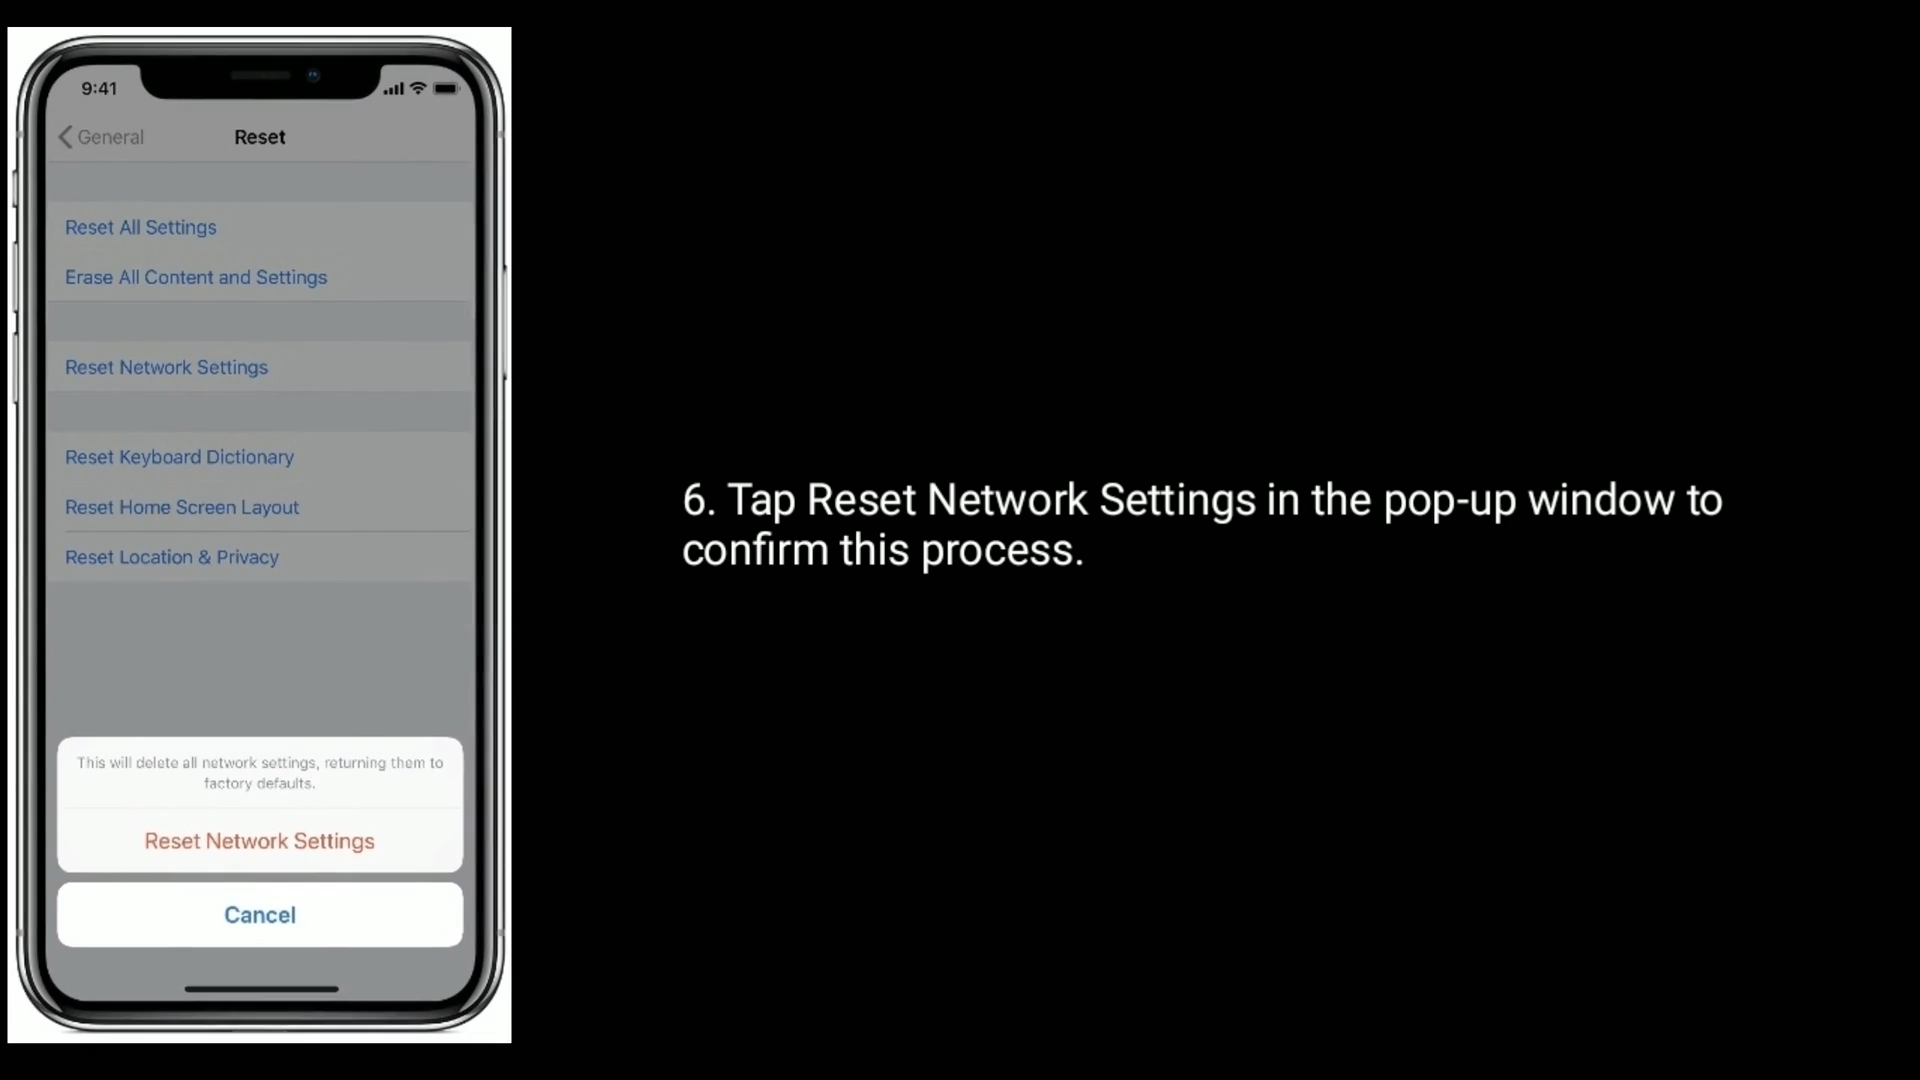 9:41
General
Reset
Reset All Settings
Erase All Content and Settings
Reset Network Settings
Reset Keyboard Dictionary
Reset Home Screen Layout
Reset Location & Privacy
This will delete all network settings, returning them to
factory defaults.
Reset Network Settings
Cancel
6. Tap Reset Network Settings in the pop-up window to
confirm this process.